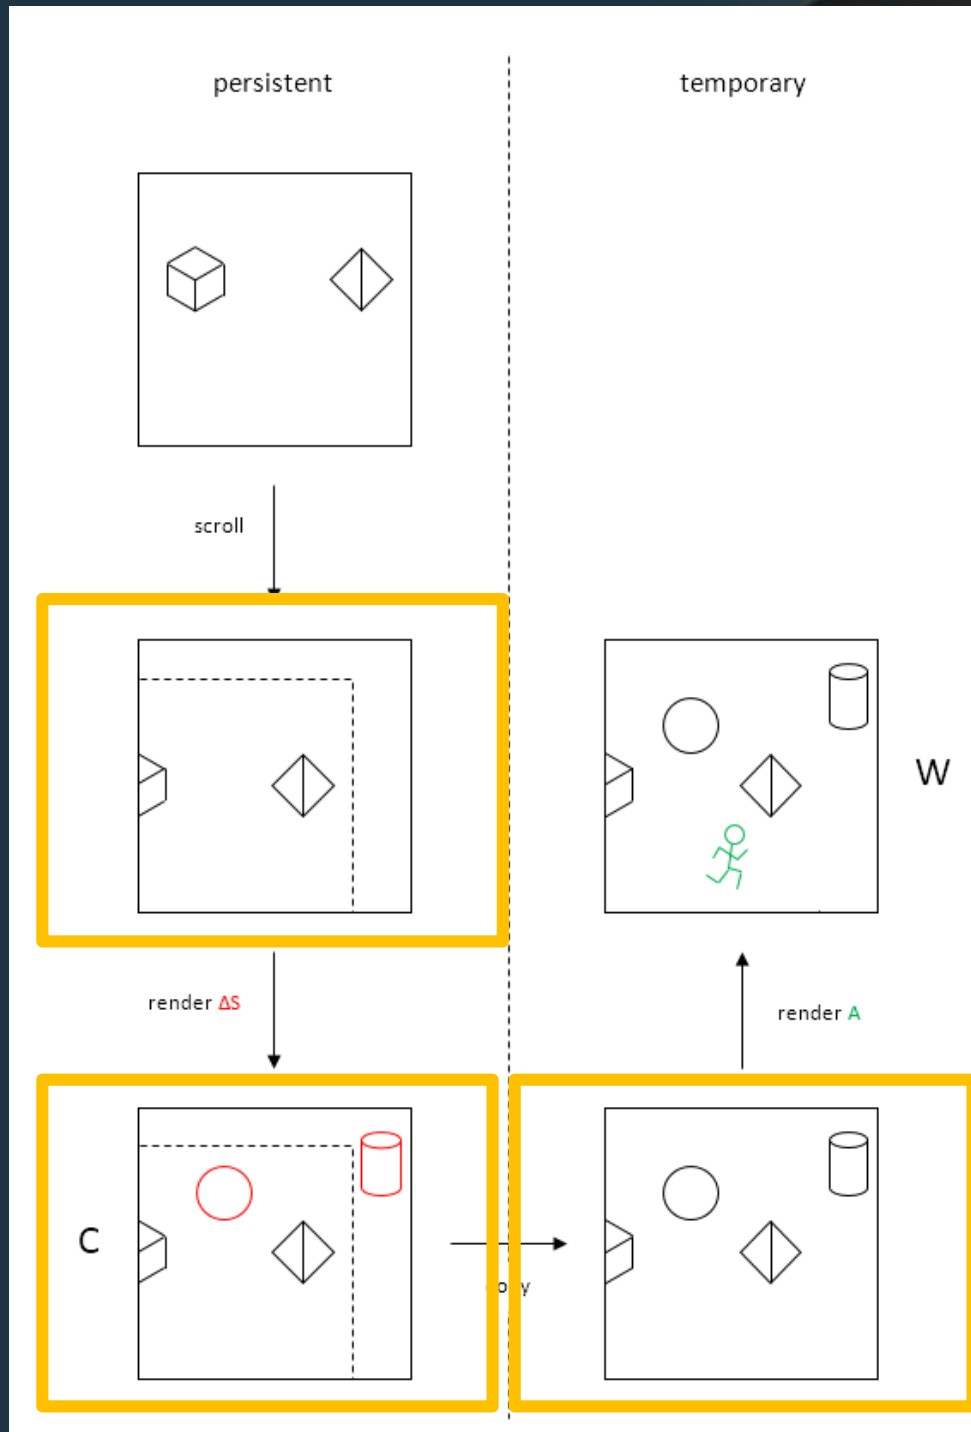 persistent
temporary
scroll
W
render ΔS
render A
C